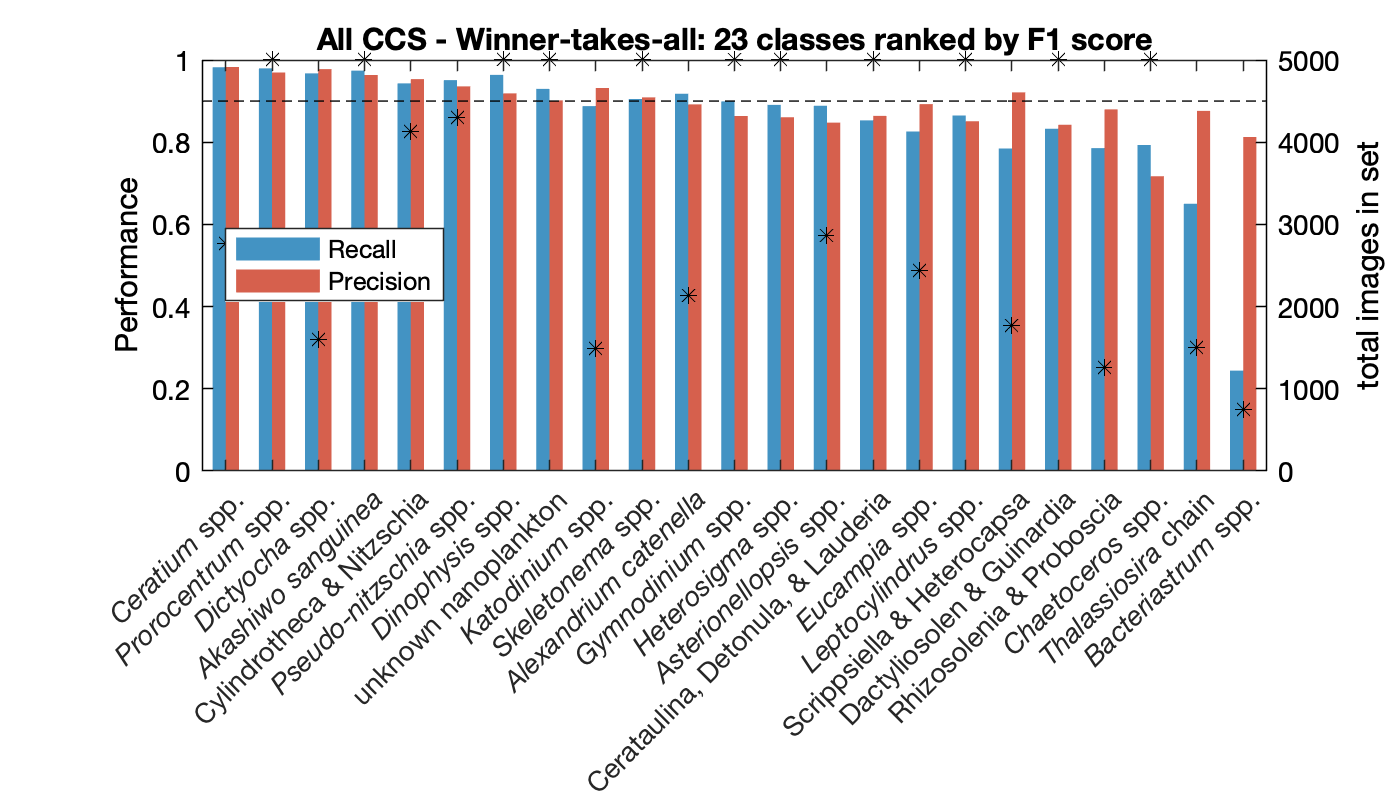 All CCS - Winner-takes-all: 23 classes ranked by F1 score
Performance
1
0.8
0.6
0.4
0.2
0
Recall
Precision
5000
4000
3000
2000
1000
0
total images in set
Ceratium spp.
Prorocentrum spp.
Dictyocha spp.
Akashiwo sanguinea
Cylindrotheca & Nitzschia
Pseudo-nitzschia spp.
Dinophysis spp.
unknown nanoplankton
Katodinium spp.
Skeletonema spp.
Alexandrium catenella
Gymnodinium spp.
Heterosigma spp.
Asterionellopsis spp.
Cerataulina, Detonula, & Lauderia
Eucampia spp.
Leptocylindrus spp.
Scrippsiella & Heterocapsa
Dactyliosolen & Guinardia
Rhizosolenia & Proboscia
Chaetoceros spp.
Thalassiosira chain
Bacteriastrum spp.